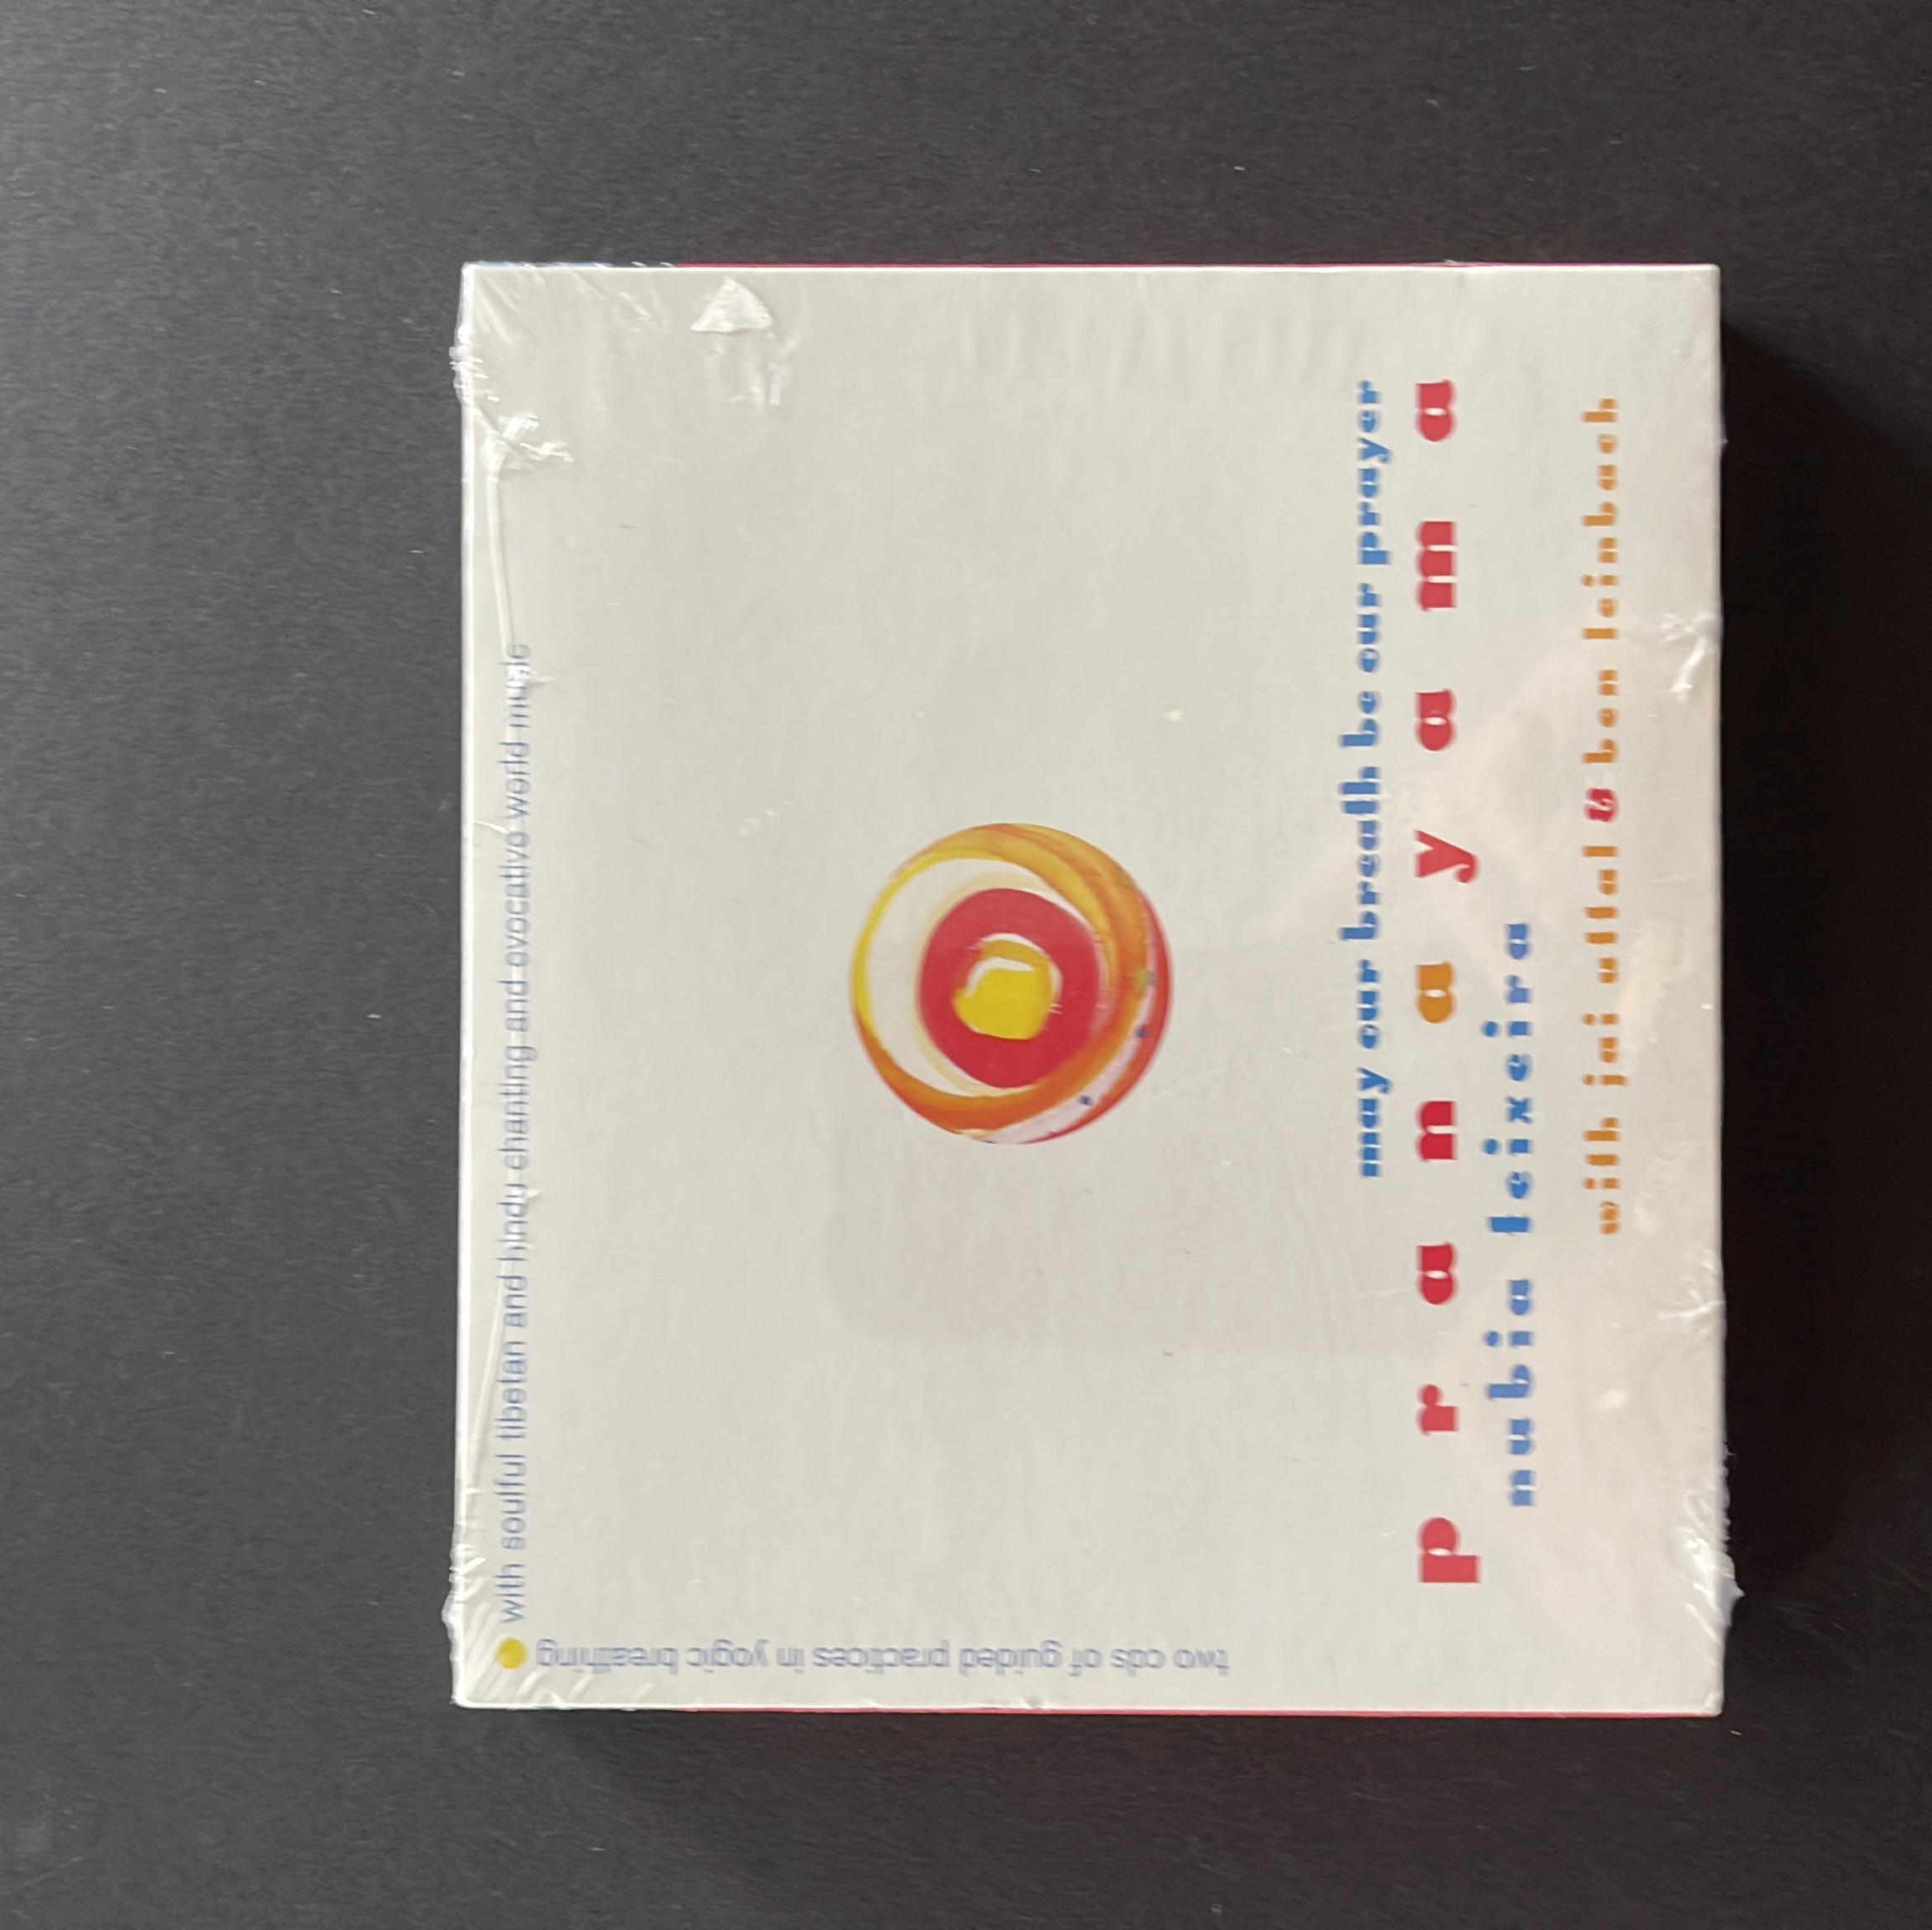 two cds of guided practices in yogic breathing
with soulful tibetan and hindu chanting and evocative world music
may our breath be our prayer
pranayama
nubia teixeira
with jai uttal & ben leinbach